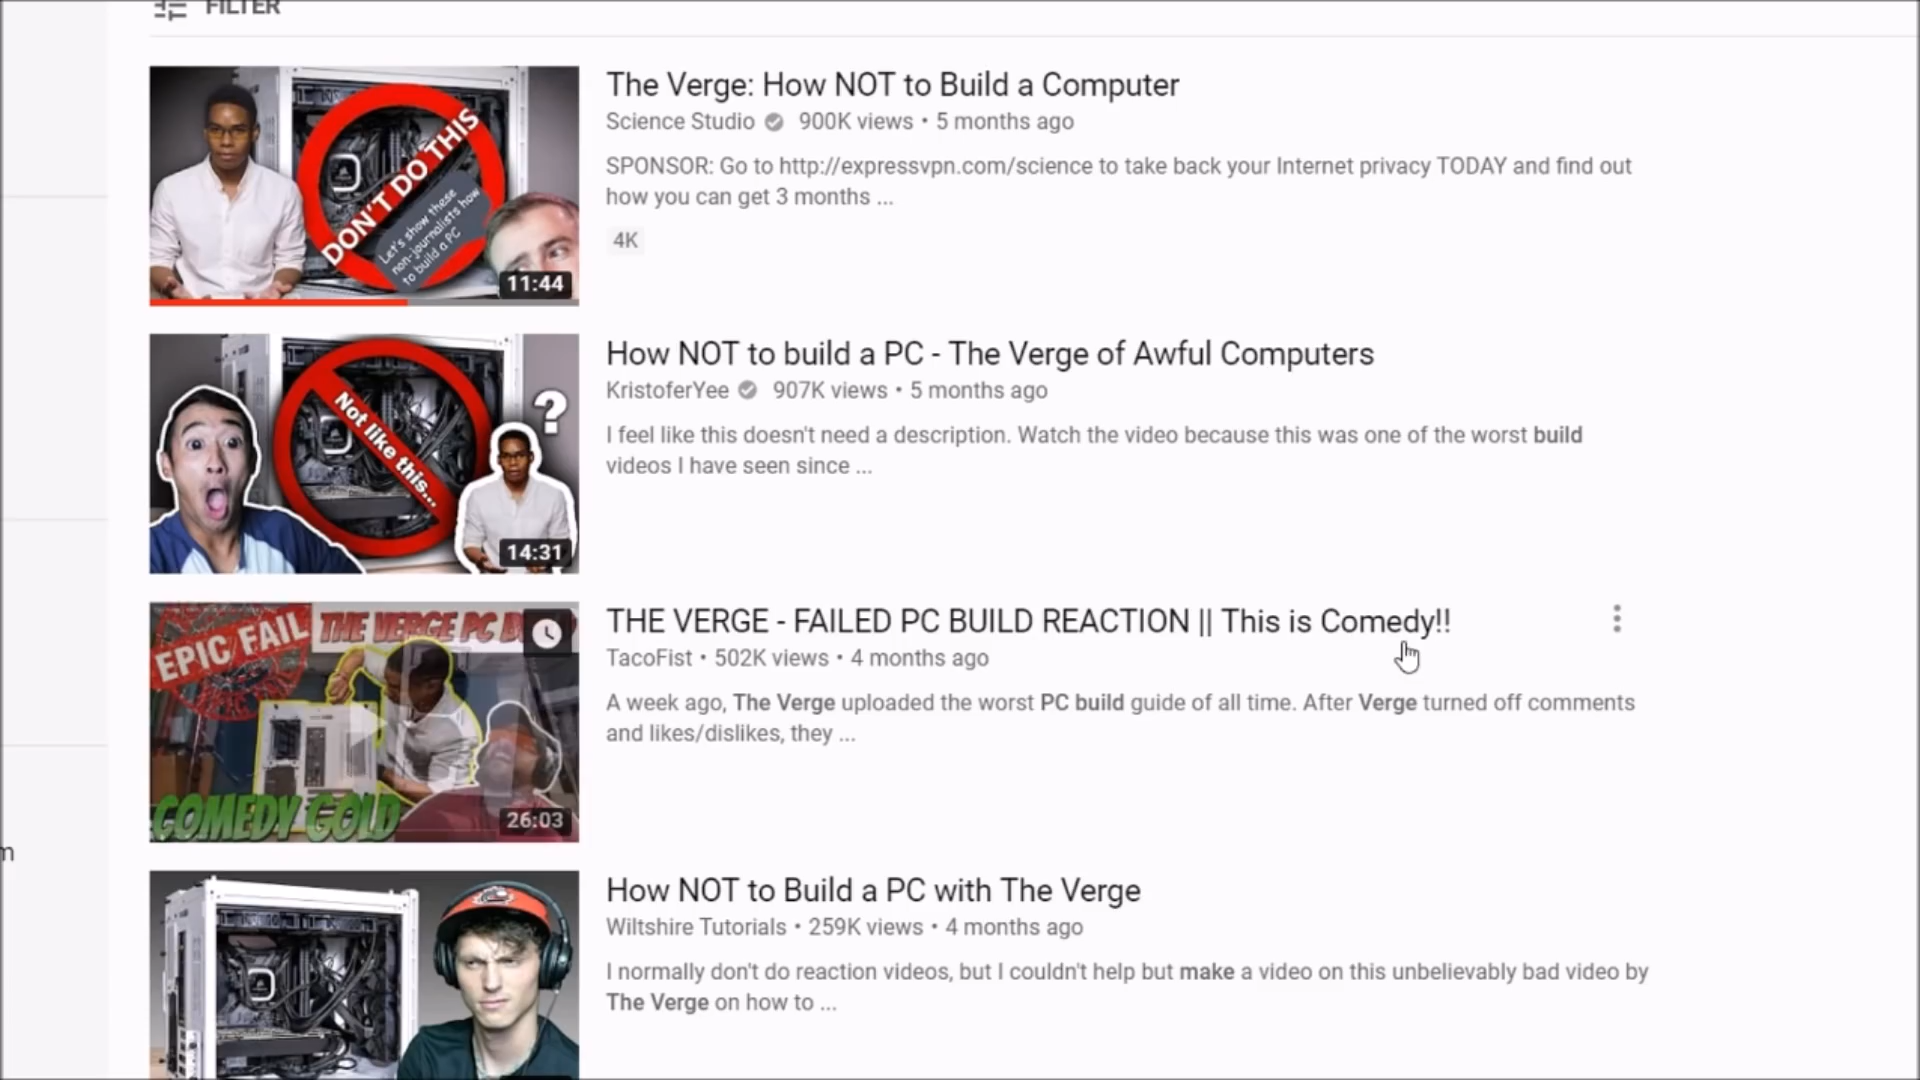 FILTER
DON'T DO THIS
Let's show these
non-journalists how
to build a PC
11:44
The Verge: How NOT to Build a Computer
Science Studio 900K views • 5 months ago
SPONSOR: Go to http://expressvpn.com/science to take back your Internet privacy TODAY and find out
how you can get 3 months ...
4K
Not like this...
?
14:31
How NOT to build a PC - The Verge of Awful Computers
KristoferYee 907K views • 5 months ago
I feel like this doesn't need a description. Watch the video because this was one of the worst build
videos I have seen since ...
EPIC FAIL
THE VERGE PC
COMEDY GOLD
26:03
THE VERGE - FAILED PC BUILD REACTION || This is Comedy!!
TacoFist • 502K views • 4 months ago
A week ago, The Verge uploaded the worst PC build guide of all time. After Verge turned off comments
and likes/dislikes, they ...
m
How NOT to Build a PC with The Verge
Wiltshire Tutorials • 259K views • 4 months ago
I normally don't do reaction videos, but I couldn't help but make a video on this unbelievably bad video by
The Verge on how to ...